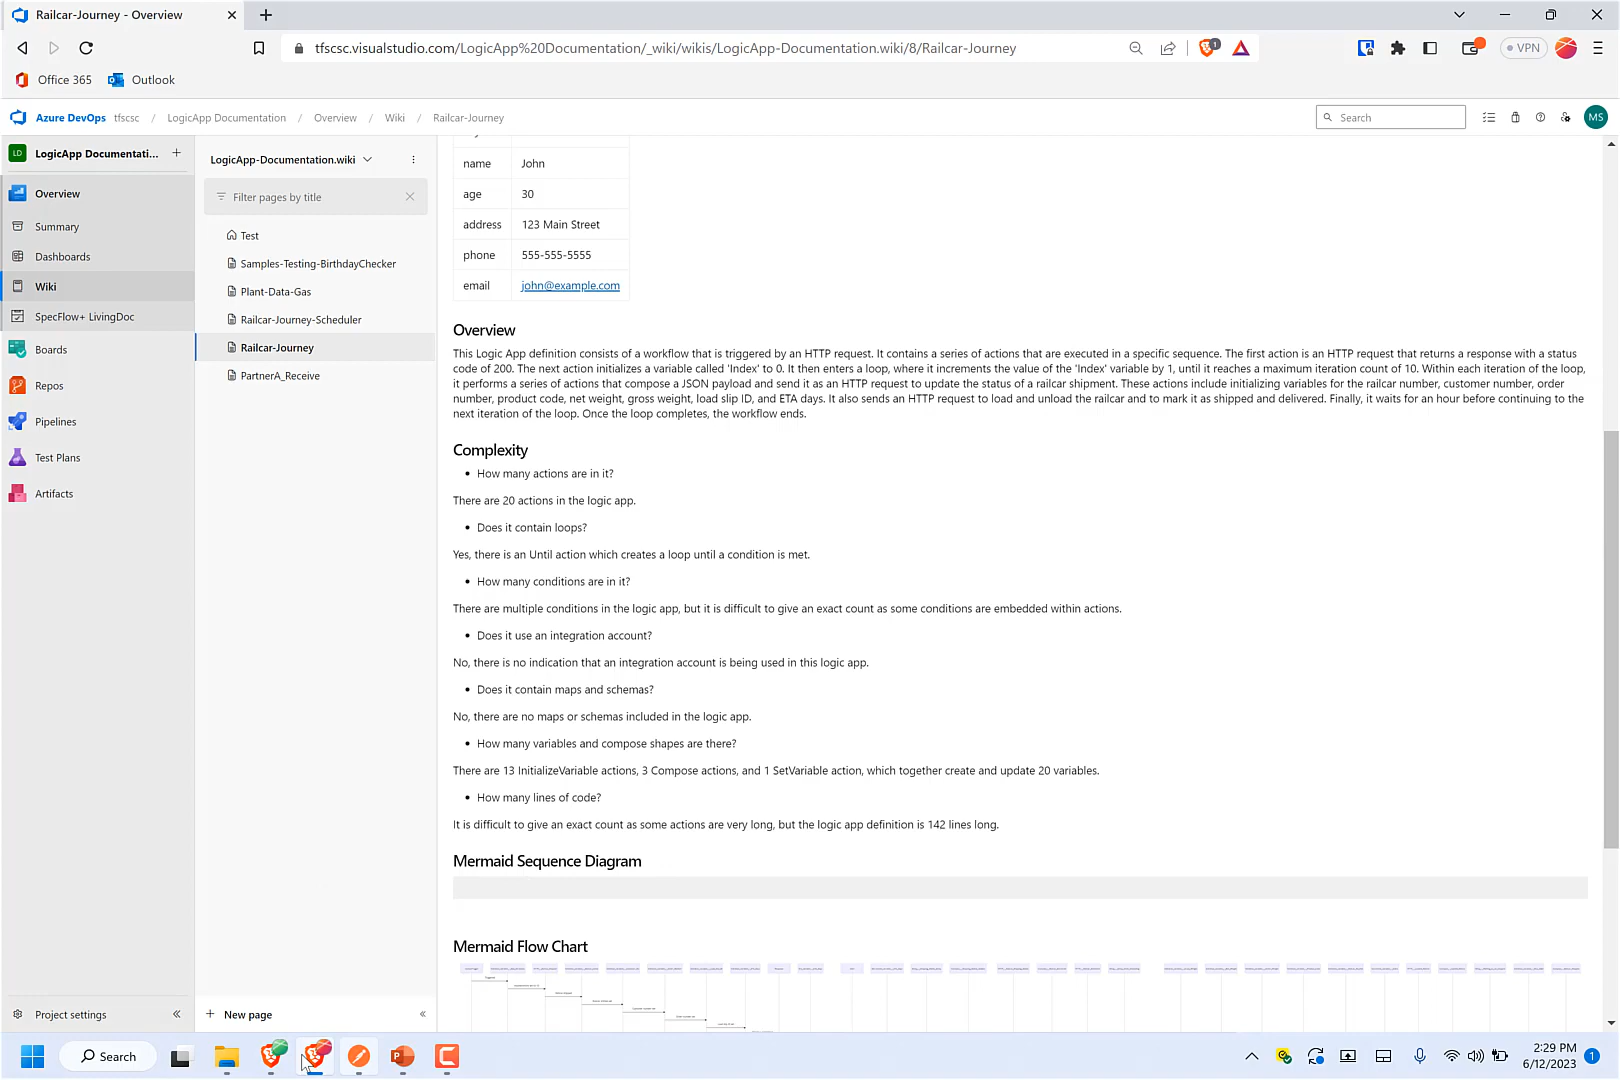 Railcar-Journey - Overview
tfscsc.visualstudio.com/LogicApp%20Documentation/_wiki/wikis/LogicApp-Documentation.wiki/8/Railcar-Journey
1
VPN
Office 365
Outlook
Azure DevOps
tfscsc
/
LogicApp Documentation
/
Overview
/
Wiki
/
Railcar-Journey
Search
MS
LD
LogicApp Documentati...
Overview
Summary
Dashboards
Wiki
SpecFlow+ LivingDoc
Boards
Repos
Pipelines
Test Plans
Artifacts
Project settings
LogicApp-Documentation.wiki
Filter pages by title
Test
Samples-Testing-BirthdayChecker
Plant-Data-Gas
Railcar-Journey-Scheduler
Railcar-Journey
PartnerA_Receive
New page
name John
age 30
address 123 Main Street
phone 555-555-5555
email john@example.com
Overview
This Logic App definition consists of a workflow that is triggered by an HTTP request. It contains a series of actions that are executed in a specific sequence. The first action is an HTTP request that returns a response with a status
code of 200. The next action initializes a variable called 'Index' to 0. It then enters a loop, where it increments the value of the 'Index' variable by 1, until it reaches a maximum iteration count of 10. Within each iteration of the loop,
it performs a series of actions that compose a JSON payload and send it as an HTTP request to update the status of a railcar shipment. These actions include initializing variables for the railcar number, customer number, order
number, product code, net weight, gross weight, load slip ID, and ETA days. It also sends an HTTP request to load and unload the railcar and to mark it as shipped and delivered. Finally, it waits for an hour before continuing to the
next iteration of the loop. Once the loop completes, the workflow ends.
Complexity
• How many actions are in it?
There are 20 actions in the logic app.
• Does it contain loops?
Yes, there is an Until action which creates a loop until a condition is met.
• How many conditions are in it?
There are multiple conditions in the logic app, but it is difficult to give an exact count as some conditions are embedded within actions.
• Does it use an integration account?
No, there is no indication that an integration account is being used in this logic app.
• Does it contain maps and schemas?
No, there are no maps or schemas included in the logic app.
• How many variables and compose shapes are there?
There are 13 InitializeVariable actions, 3 Compose actions, and 1 SetVariable action, which together create and update 20 variables.
• How many lines of code?
It is difficult to give an exact count as some actions are very long, but the logic app definition is 142 lines long.
Mermaid Sequence Diagram
Mermaid Flow Chart
Search
2:29 PM
6/12/2023
1